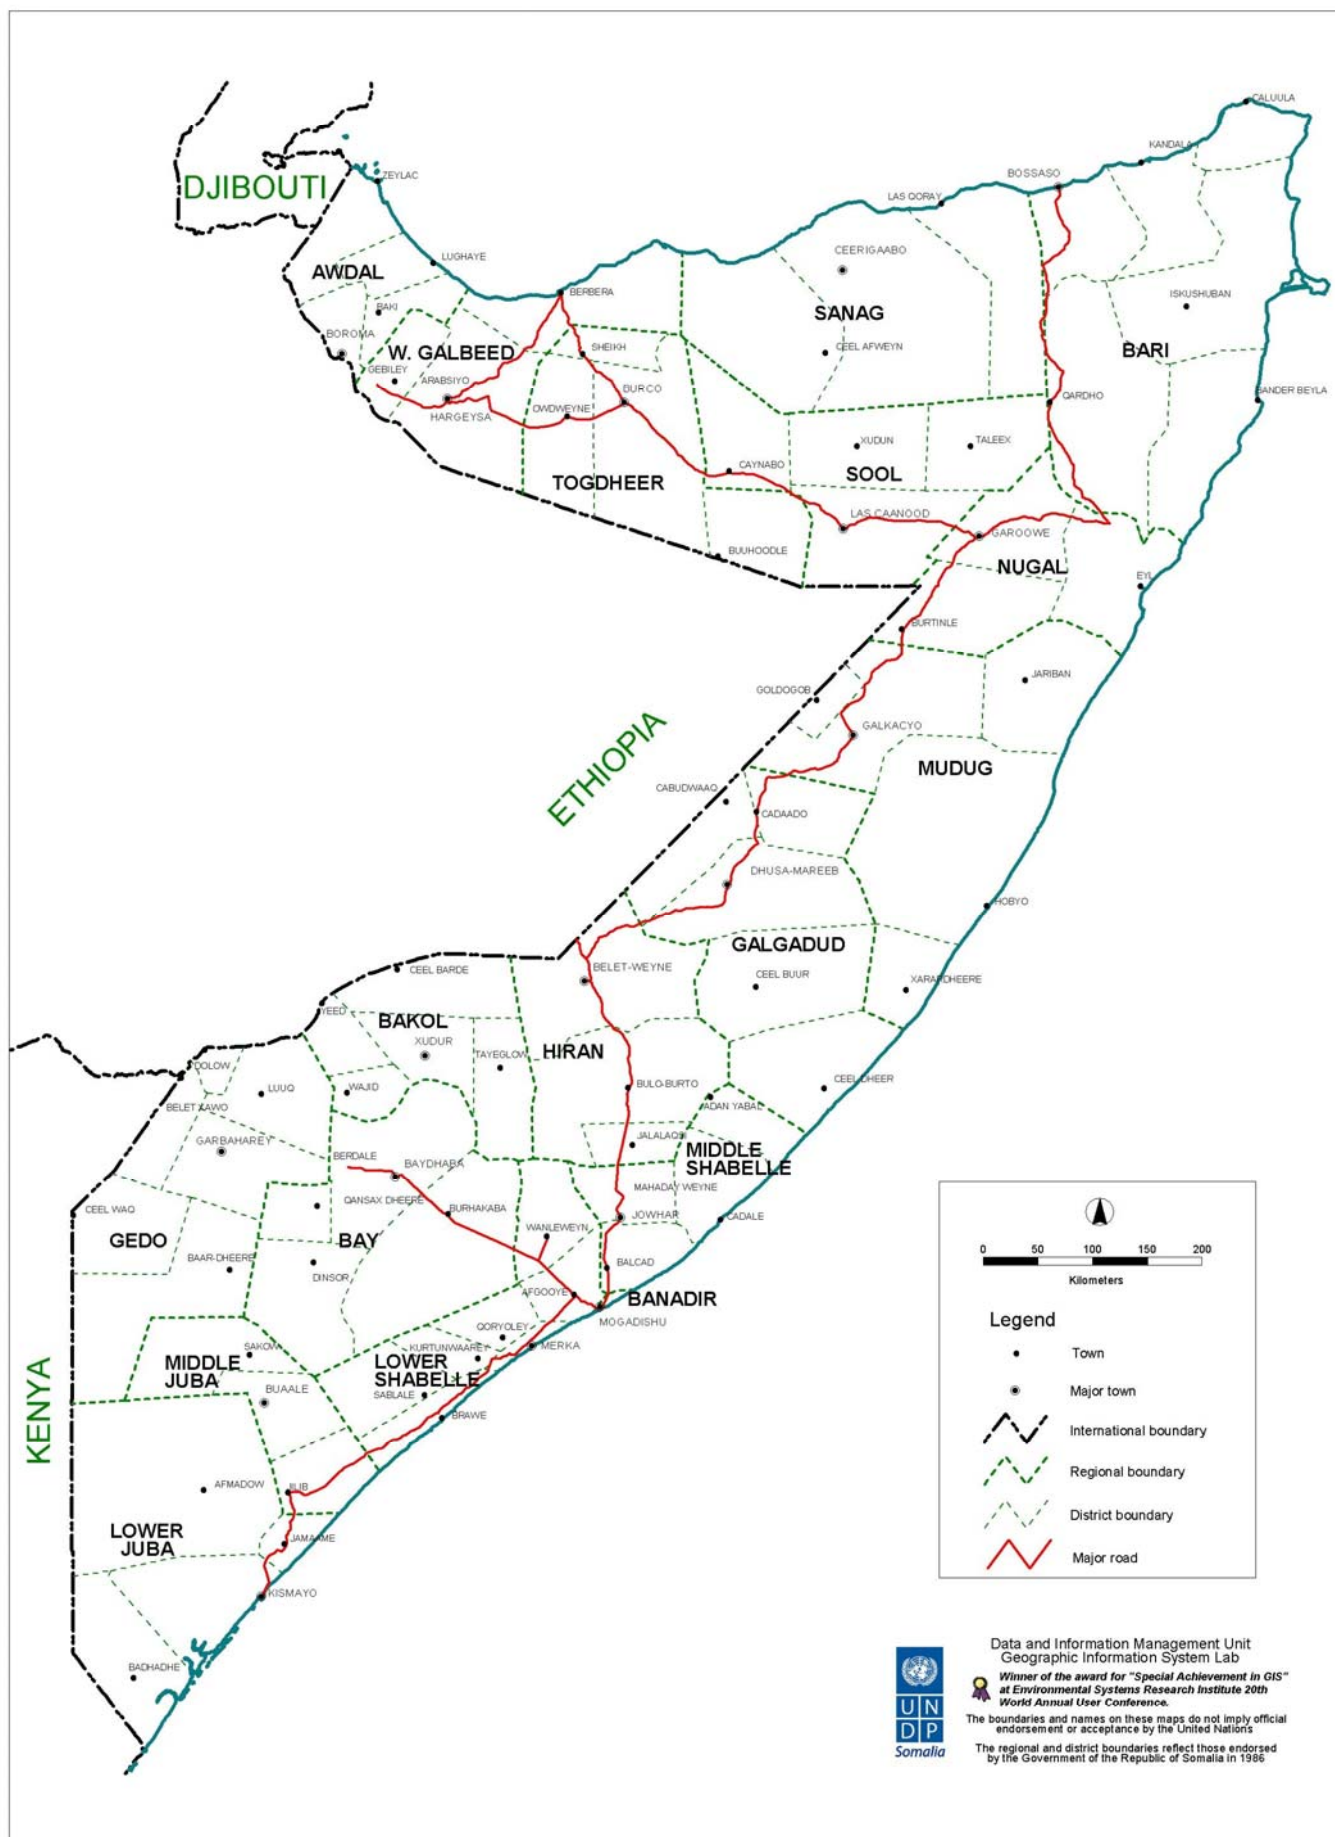 CALUULA
KANDALA
BOSSASO
DJIBOUTI
ZEYLAC
LAS QORAY
LUGHAYE
CEERIGAABO
AWDAL
BERBERA
ISKUSHUBAN
BAKI
SANAG
BOROMA
W. GALBEED
SHEIKH
CEEL AFWEYN
BARI
GEBILEY
ARABSIYO
BURCO
QARDHO
BANDER BEYLA
HARGEYSA
OWDWEYNE
XUDUN
TALEEX
CAYNABO
SOOL
TOGDHEER
LAS CAANOOD
GAROOWE
BUUHOODLE
NUGAL
EYL
BURTINLE
GOLDOGOB
JARIBAN
GALKACYO
ETHIOPIA
MUDUG
CABUDWAAQ
CADAADO
DHUSA-MAREEB
HOBYO
GALGADUD
BELET-WEYNE
CEEL BARDE
CEEL BUUR
XARARDHEERE
YEED
BAKOL
XUDUR
HIRAN
TAYEGLOW
DOLOW
LUUQ
WAJID
BULO-BURTO
CEEL DHEER
BELET XAWO
ADAN YABAL
GARBAHAREY
JALALAQSI
BERDALE
BAYDHABA
MIDDLE
SHABELLE
MAHADAY WEYNE
CEEL WAQ
QANSAX DHEERE
BURHAKABA
JOWHAR
CADALE
GEDO
BAY
WANLEWEYN
BAAR-DHEERE
DINSOR
BALCAD
AFGOOYE
BANADIR
MOGADISHU
QORYOLEY
SAKOW
KURTUNWAAREY
MERKA
MIDDLE
JUBA
LOWER
SHABELLE
BUAALE
SABLALE
BRAWE
KENYA
AFMADOW
JILIB
LOWER
JUBA
JAMAAME
KISMAYO
BADHADHE
0 50 100 150 200
Kilometers
Legend
Town
Major town
International boundary
Regional boundary
District boundary
Major road
Data and Information Management Unit
Geographic Information System Lab
Winner of the award for "Special Achievement in GIS"
at Environmental Systems Research Institute 20th
World Annual User Conference.
The boundaries and names on these maps do not imply official
endorsement or acceptance by the United Nations
The regional and district boundaries reflect those endorsed
by the Government of the Republic of Somalia in 1986
U N
D P
Somalia